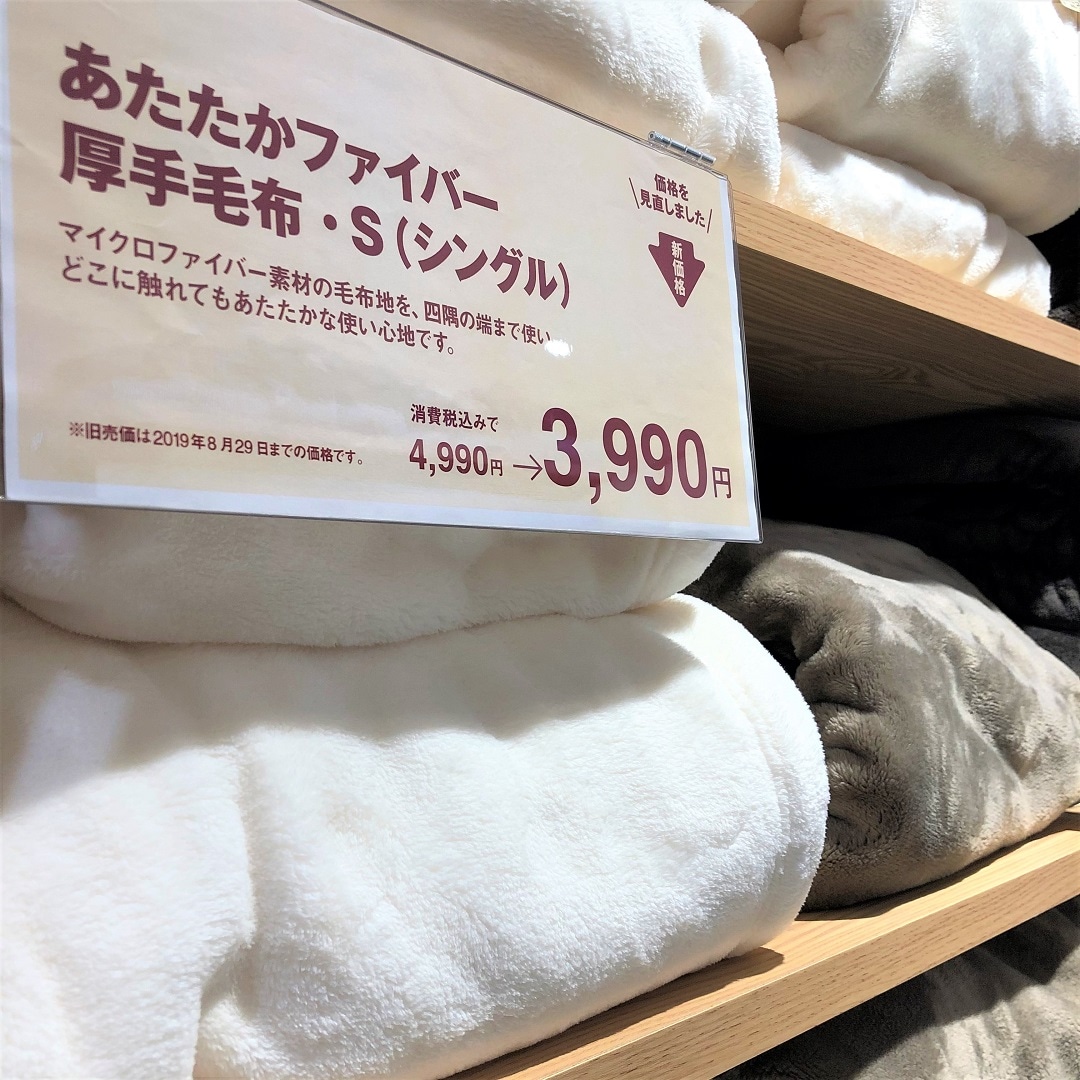 あたたかファイバー
厚手毛布・S(シングル)
マイクロファイバー素材の毛布地を、四隅の端まで使い、
どこに触れてもあたたかな使い心地です。
価格を
見直しました
新価格
消費税込みで
4,990円→3,990円
※旧売価は2019年8月29日までの価格です。